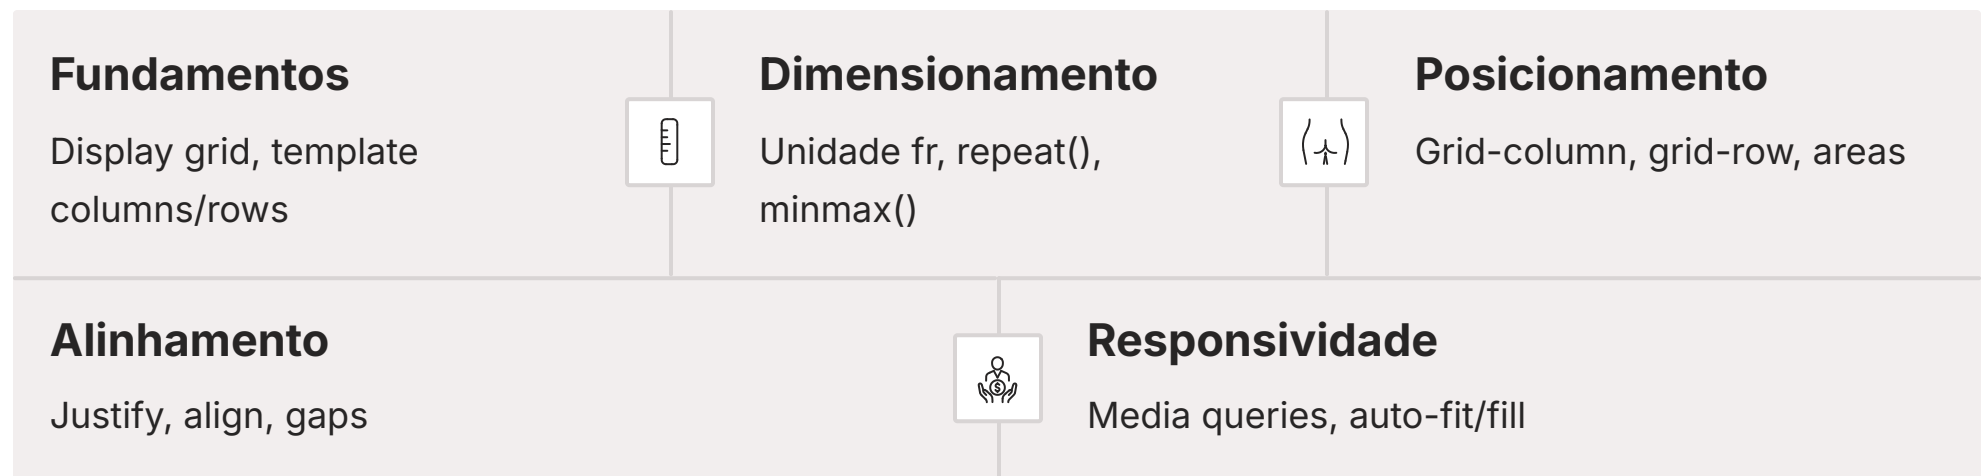 Fundamentos
Display grid, template
columns/rows
Dimensionamento
Unidade fr, repeat(),
minmax()
Posicionamento
Grid-column, grid-row, areas
Alinhamento
Justify, align, gaps
Responsividade
Media queries, auto-fit/fill